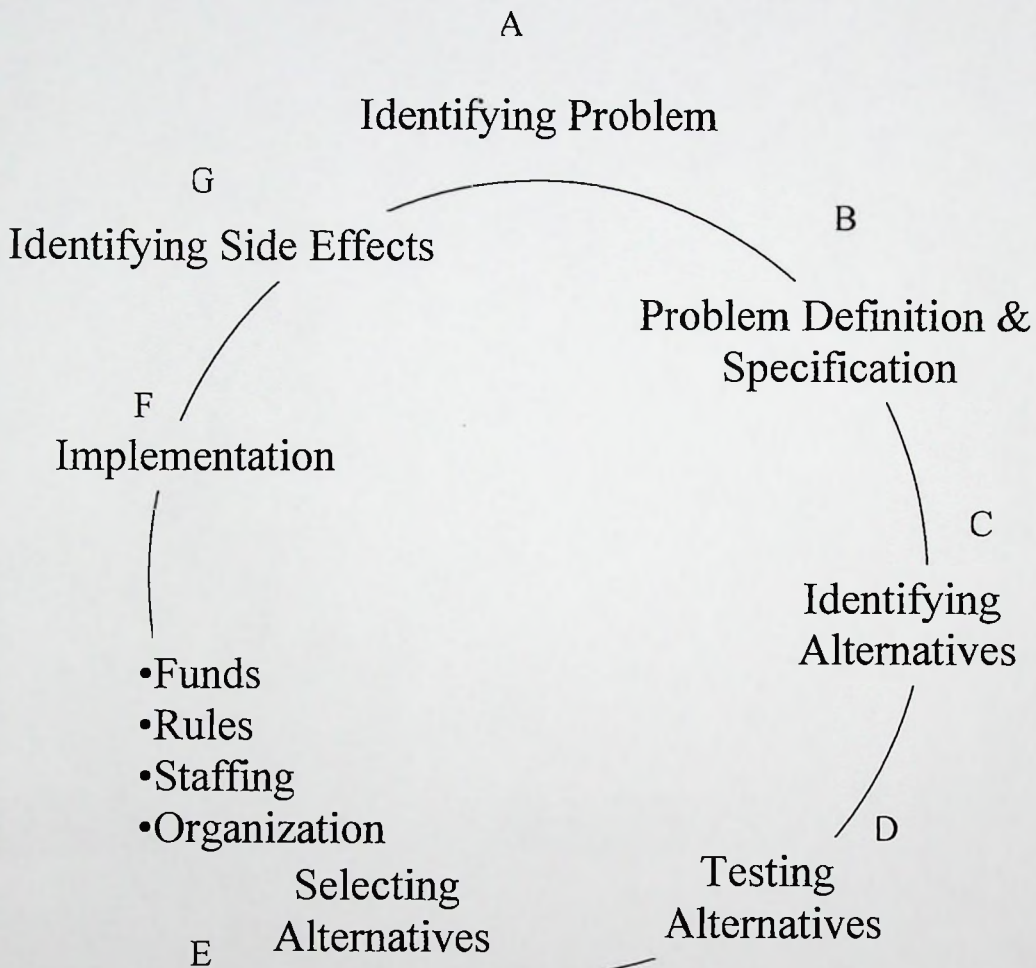 A
Identifying Problem
B
Problem Definition &
Specification
C
Identifying
Alternatives
D
Testing
Alternatives
E
Selecting
Alternatives
•Funds
•Rules
•Staffing
•Organization
F
Implementation
G
Identifying Side Effects